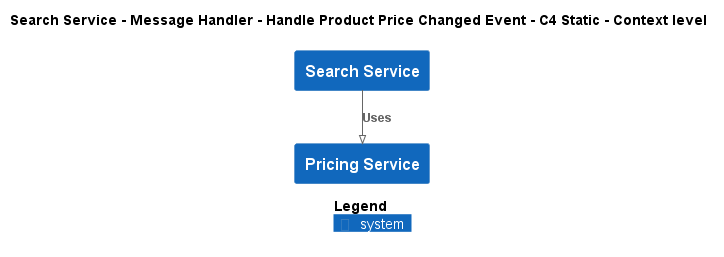 Search Service - Message Handler - Handle Product Price Changed Event - C4 Static - Context level
Search Service
Uses
Pricing Service
Legend
system